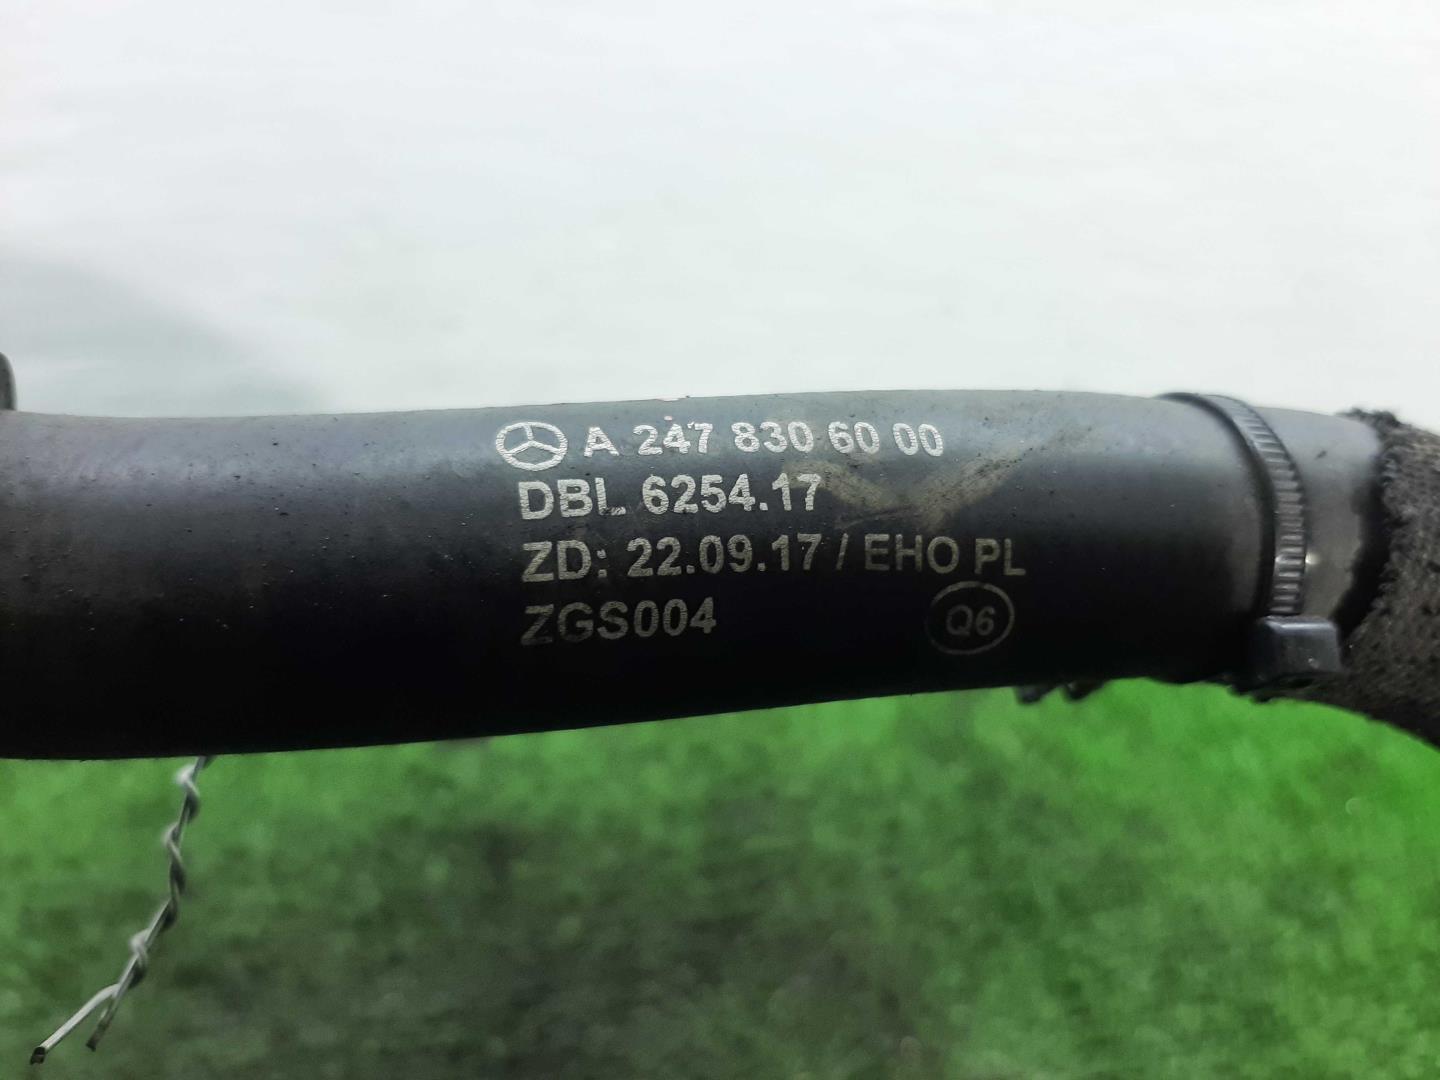 A 247 830 60 00
DBL 6254.17
ZD: 22.09.17 / EHO PL
ZGS004
Q6